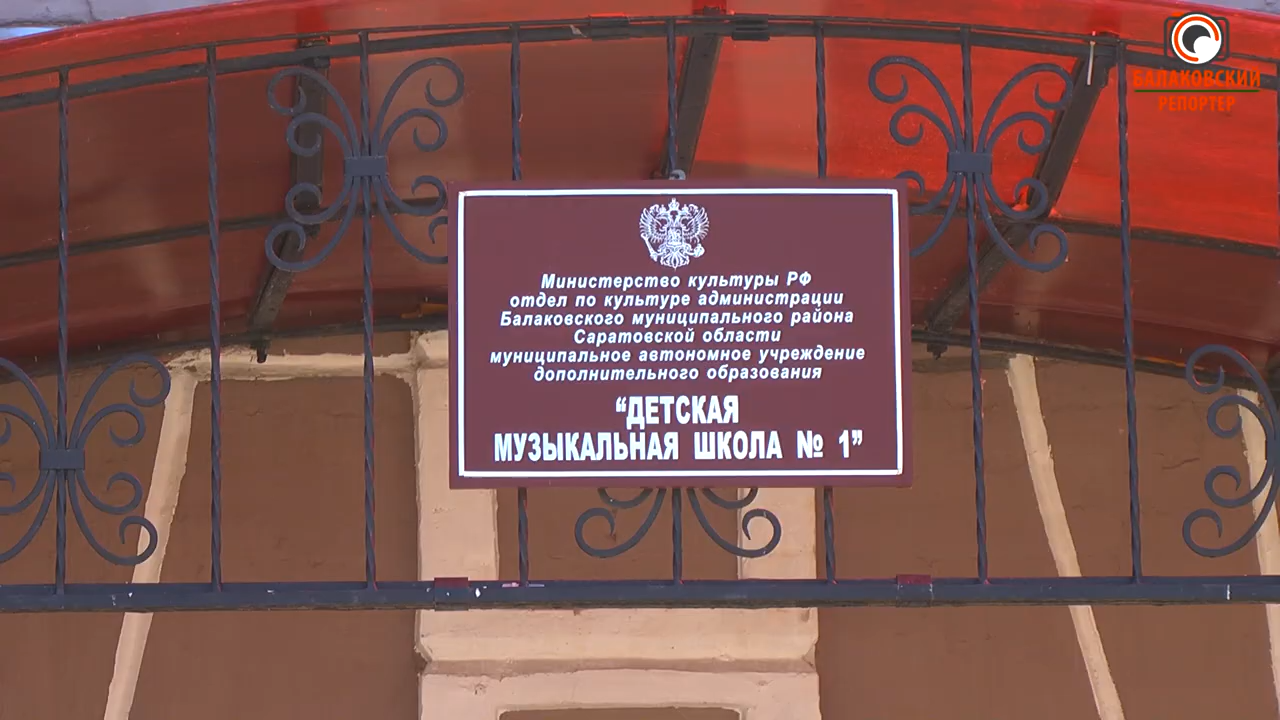 БАЛАКОВСКИЙ
РЕПОРТЕР
Министерство культуры РФ
отдел по культуре администрации
Балаковского муниципального района
Саратовской области
муниципальное автономное учреждение
дополнительного образования
“ДЕТСКАЯ
МУЗЫКАЛЬНАЯ ШКОЛА № 1”